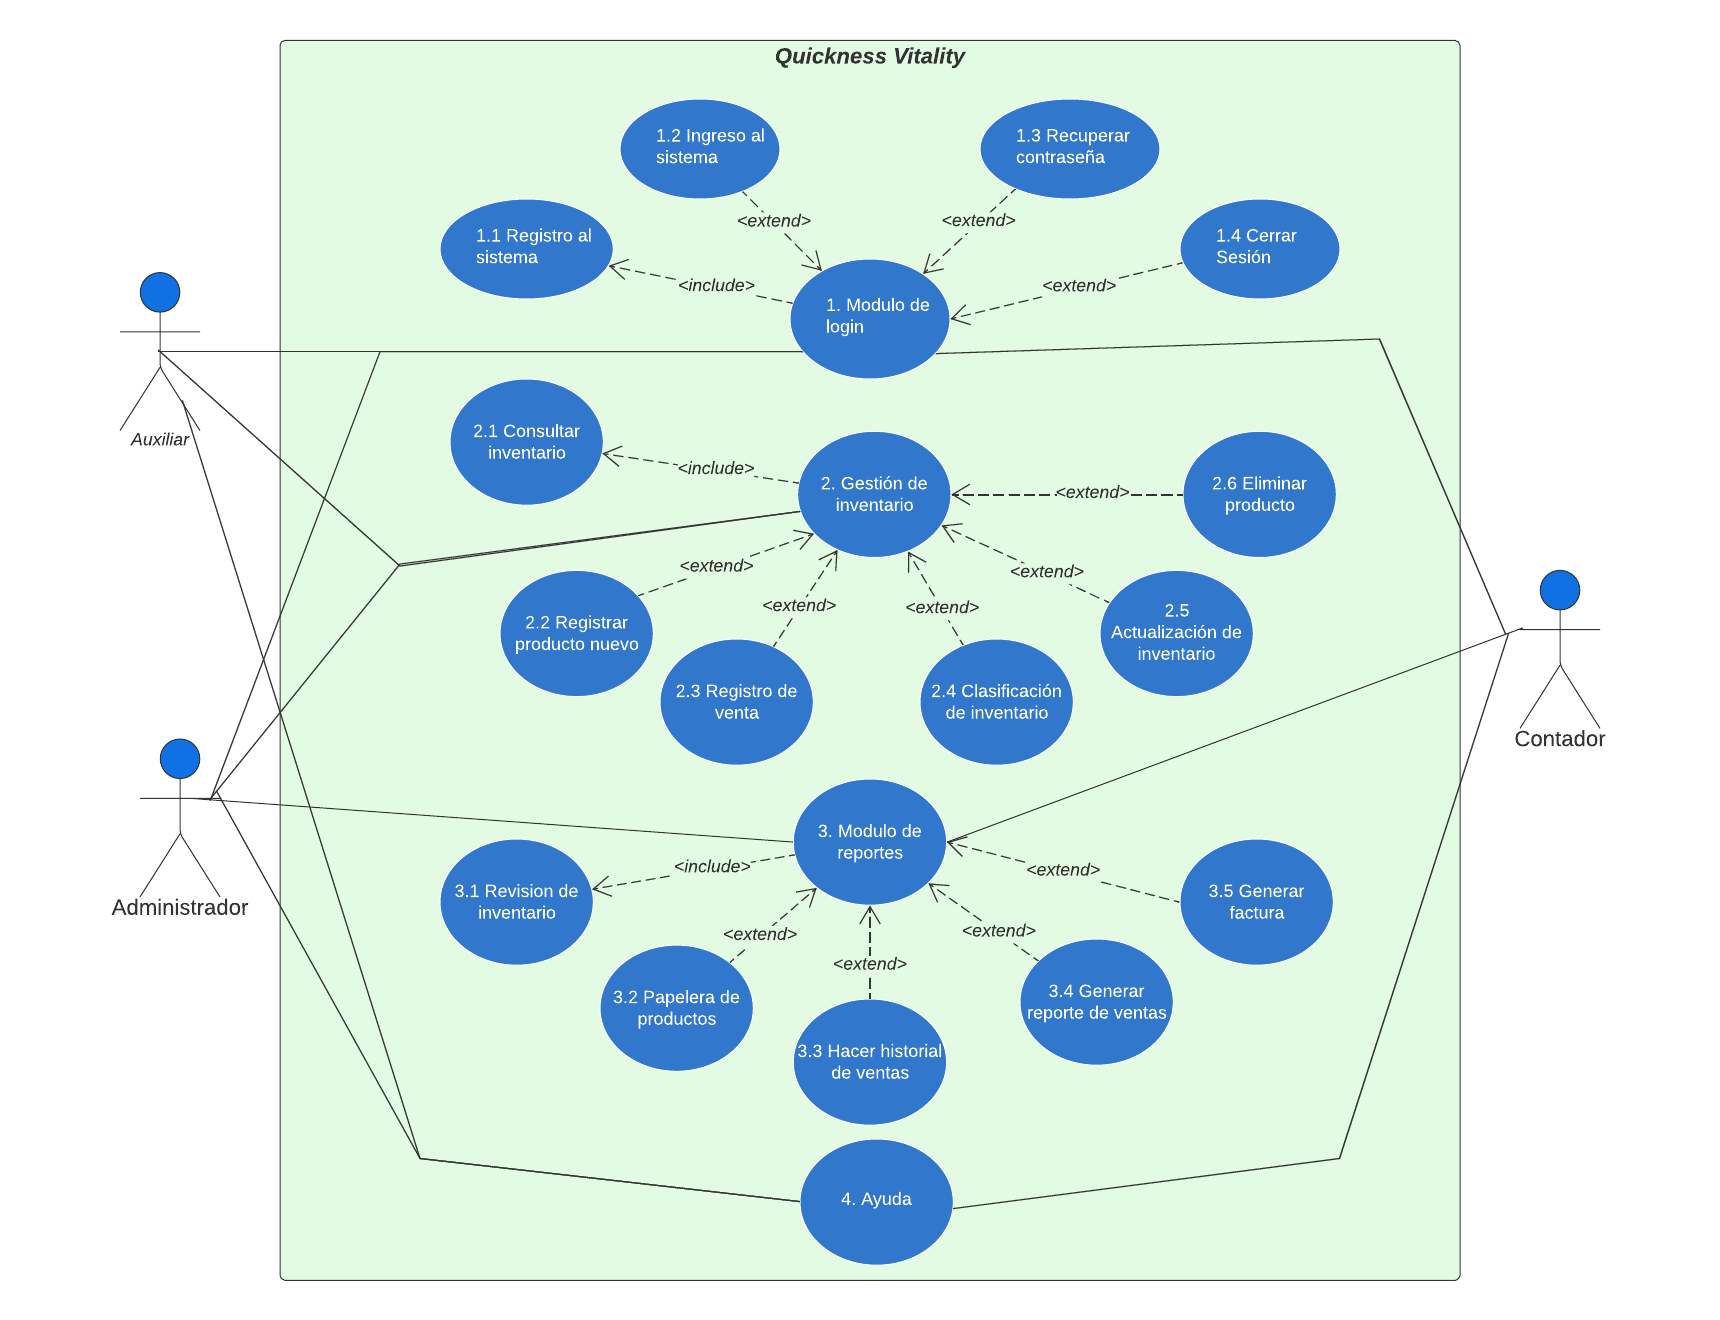 Quickness Vitality
1.2 Ingreso al
sistema
1.3 Recuperar
contraseña
<extend>
<extend>
1.1 Registro al
sistema
1.4 Cerrar
Sesión
<include>
<extend>
1. Modulo de
login
Auxiliar
2.1 Consultar
inventario
<include>
2. Gestión de
inventario
<extend>
2.6 Eliminar
producto
<extend>
<extend>
<extend>
<extend>
2.2 Registrar
producto nuevo
2.5
Actualización de
inventario
2.3 Registro de
venta
2.4 Clasificación
de inventario
Contador
3. Modulo de
reportes
Administrador
<include>
<extend>
3.1 Revision de
inventario
3.5 Generar
factura
<extend>
<extend>
<extend>
3.2 Papelera de
productos
3.4 Generar
reporte de ventas
3.3 Hacer historial
de ventas
4. Ayuda